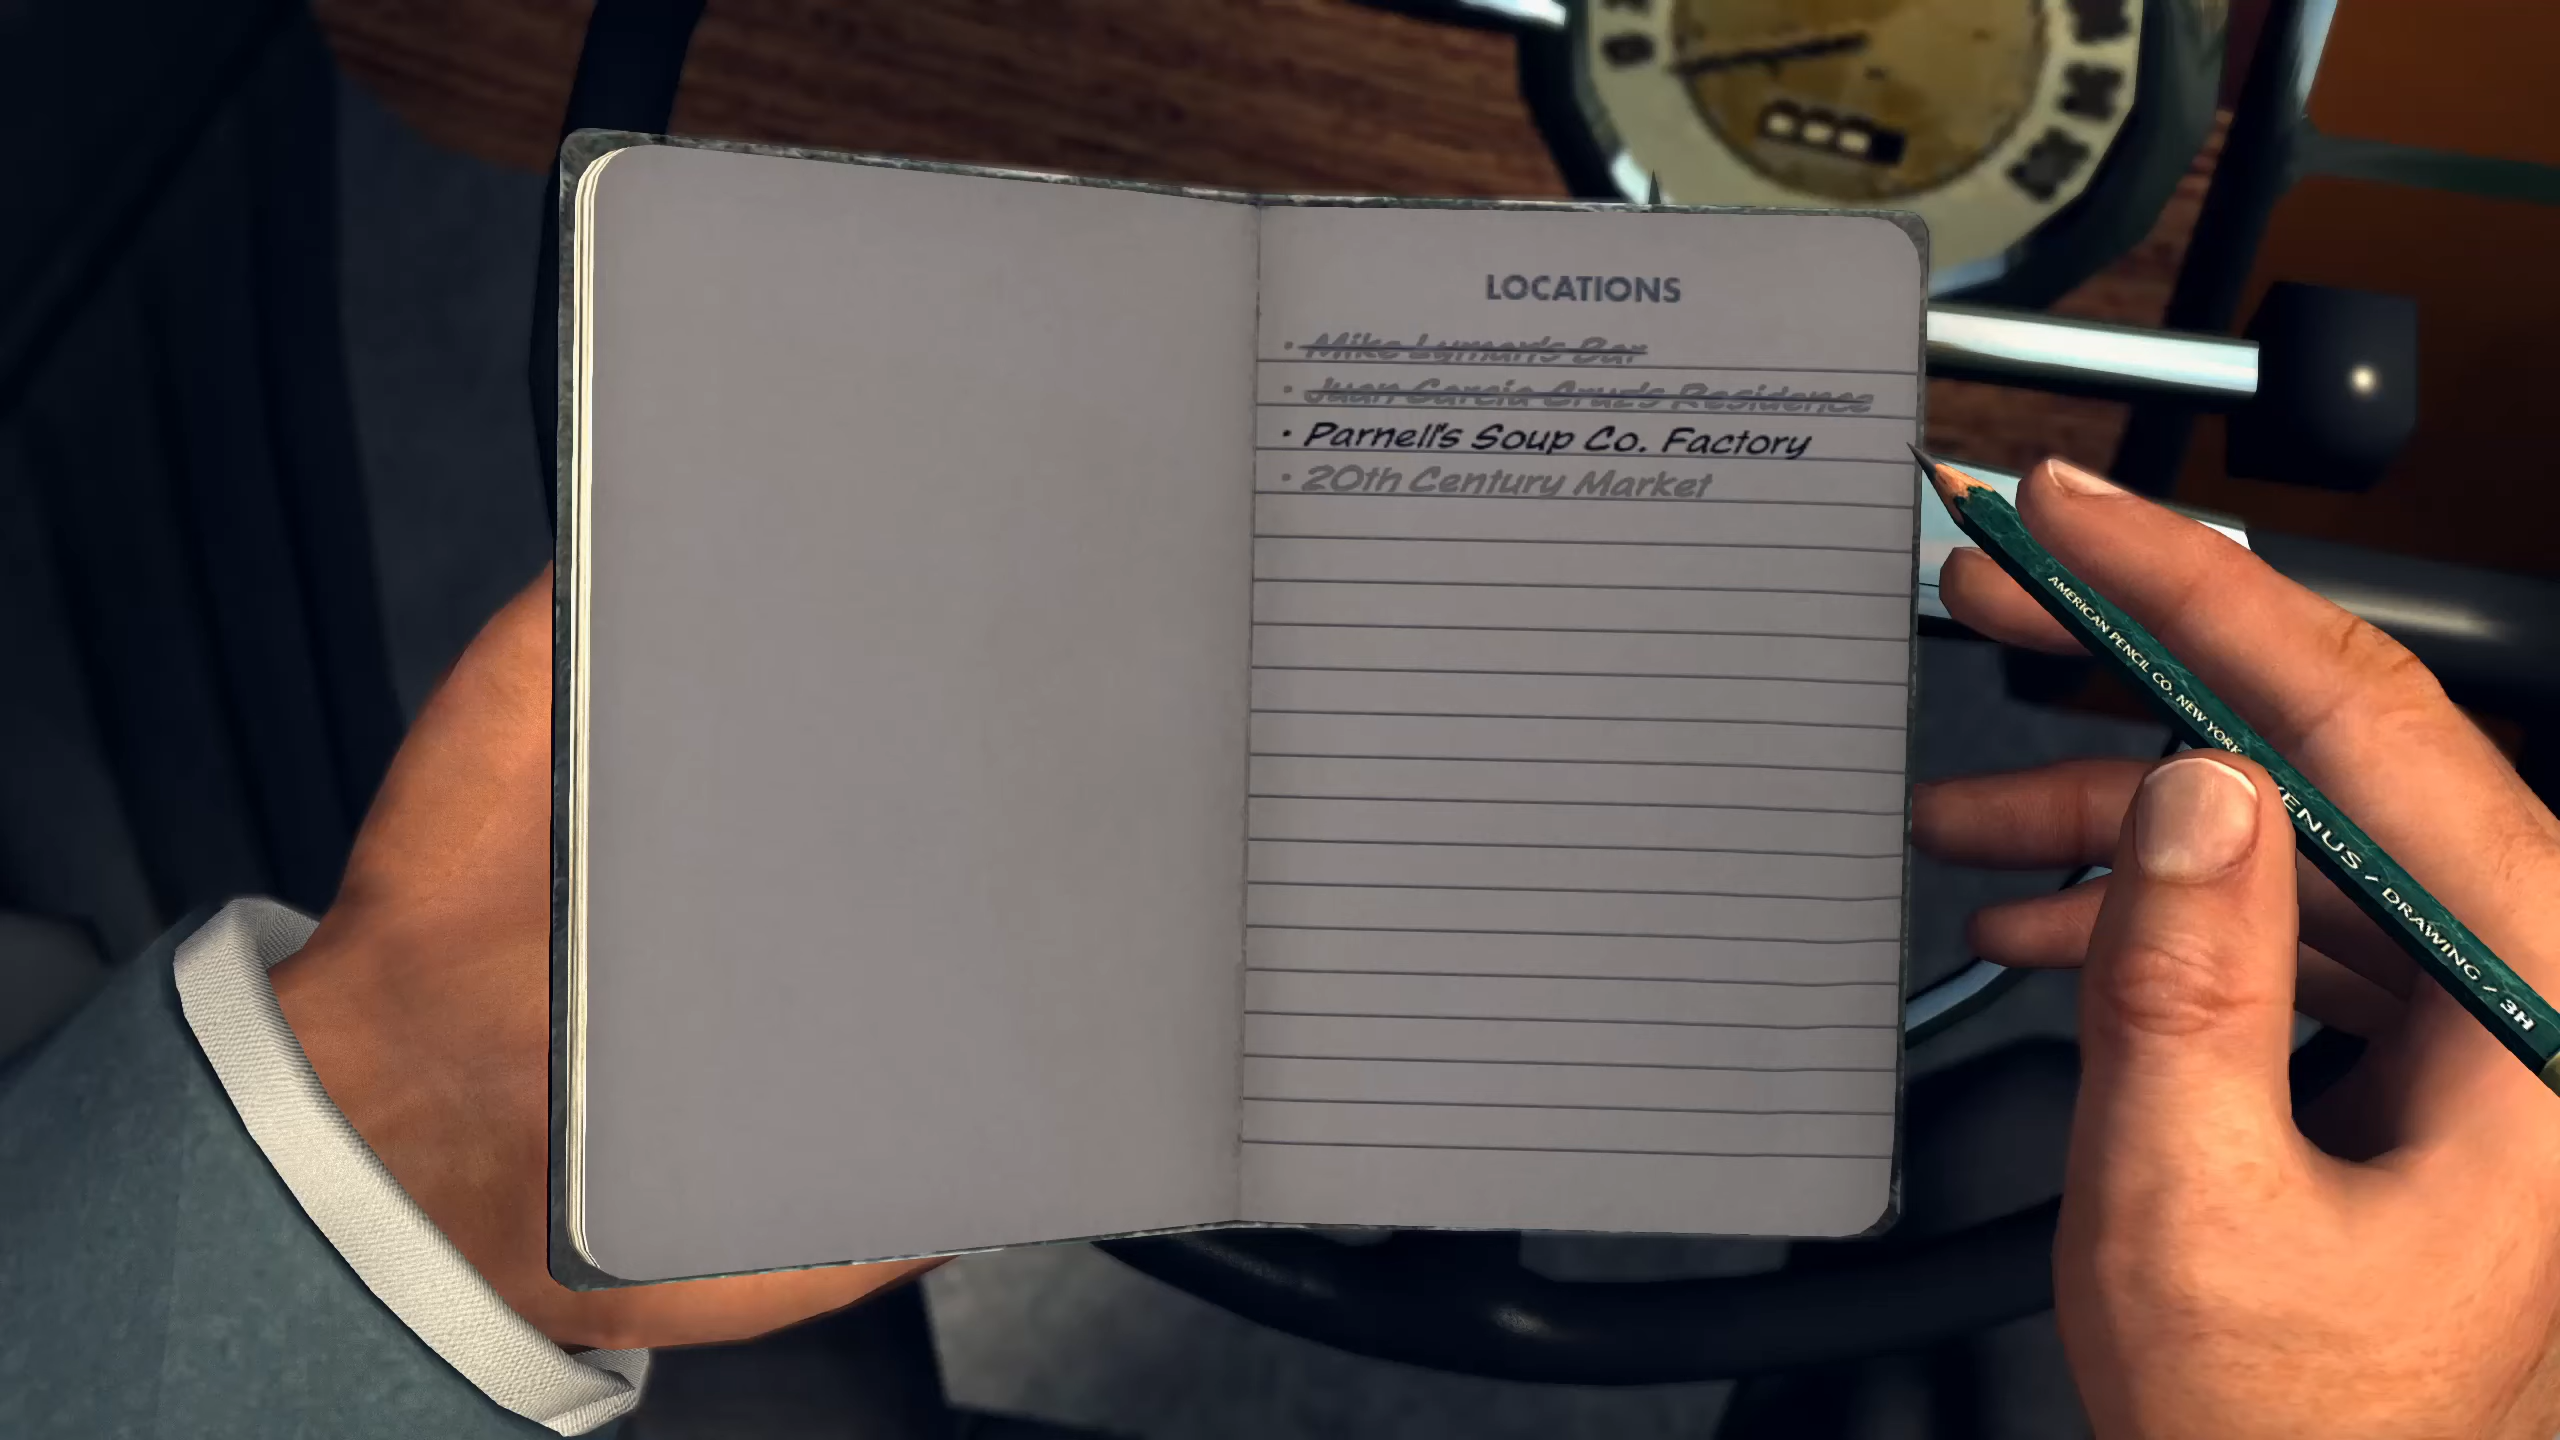 LOCATIONS
· Mike Lyman's Bar
· Juan Garcia Cruz's Residence
· Parnell's Soup Co. Factory
· 20th Century Market
AMERICAN PENCIL CO. NEW YORK VENUS / DRAWING / 3H